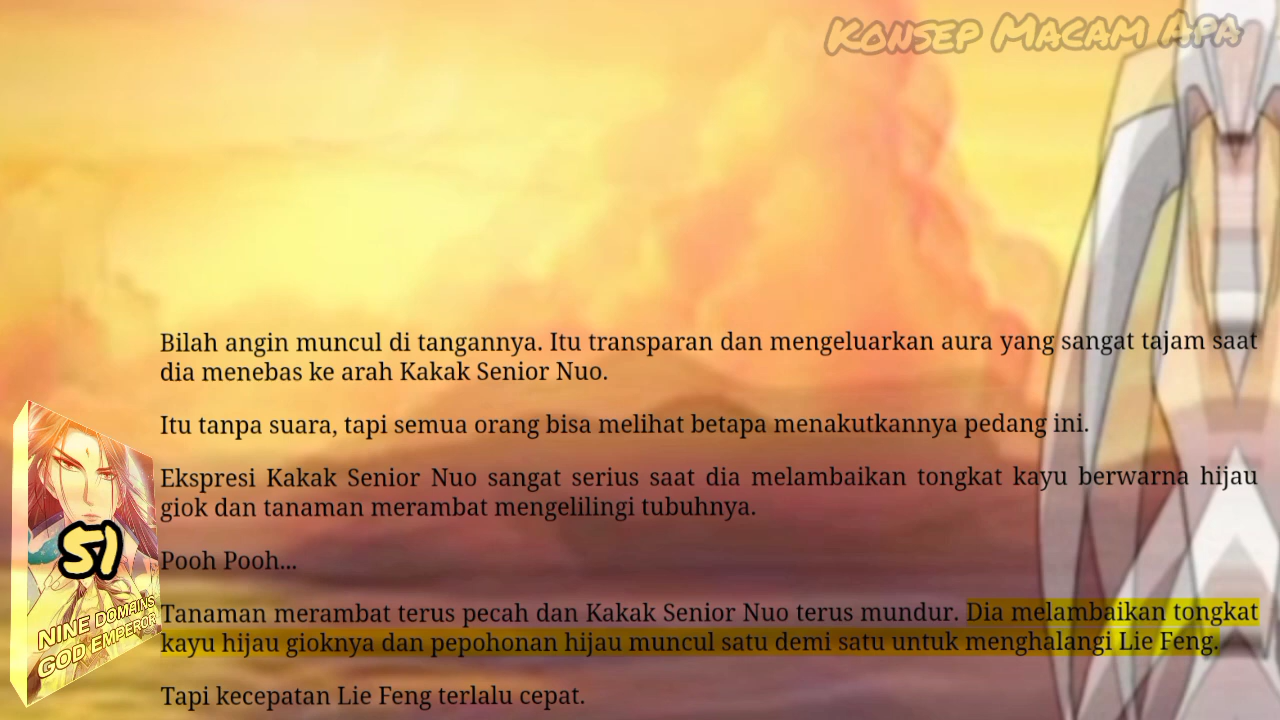 Konsep Macam Apa
Bilah angin muncul di tangannya. Itu transparan dan mengeluarkan aura yang sangat tajam saat
dia menebas ke arah Kakak Senior Nuo.
Itu tanpa suara, tapi semua orang bisa melihat betapa menakutkannya pedang ini.
Ekspresi Kakak Senior Nuo sangat serius saat dia melambaikan tongkat kayu berwarna hijau
giok dan tanaman merambat mengelilingi tubuhnya.
Pooh Pooh...
Tanaman merambat terus pecah dan Kakak Senior Nuo terus mundur. Dia melambaikan tongkat
kayu hijau gioknya dan pepohonan hijau muncul satu demi satu untuk menghalangi Lie Feng.
Tapi kecepatan Lie Feng terlalu cepat.
51
NINE DOMAINS
GOD EMPEROR